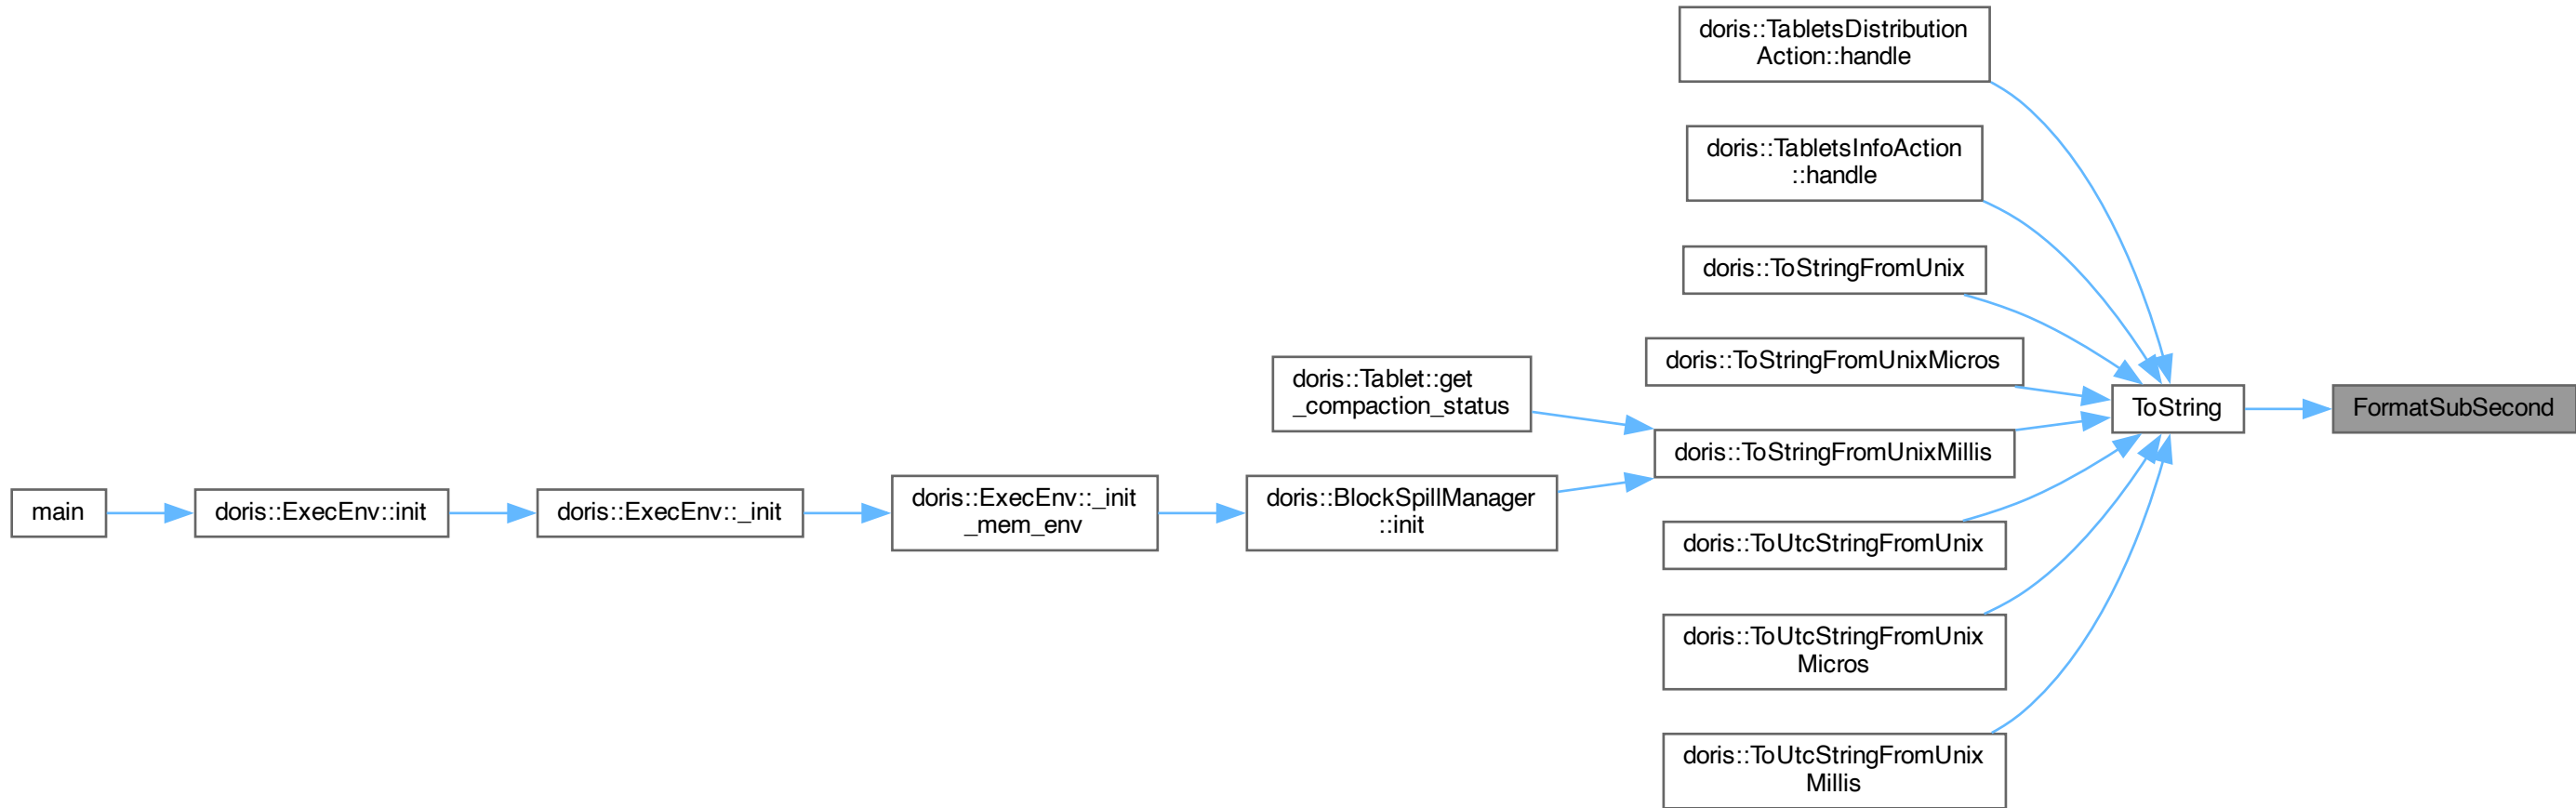 doris::TabletsDistribution
Action::handle
doris::TabletsInfoAction
::handle
doris::ToStringFromUnix
doris::ToStringFromUnixMicros
doris::Tablet::get
_compaction_status
ToString
FormatSubSecond
doris::ToStringFromUnixMillis
main
doris::ExecEnv::init
doris::ExecEnv::_init
doris::ExecEnv::_init
_mem_env
doris::BlockSpillManager
::init
doris::ToUtcStringFromUnix
doris::ToUtcStringFromUnix
Micros
doris::ToUtcStringFromUnix
Millis